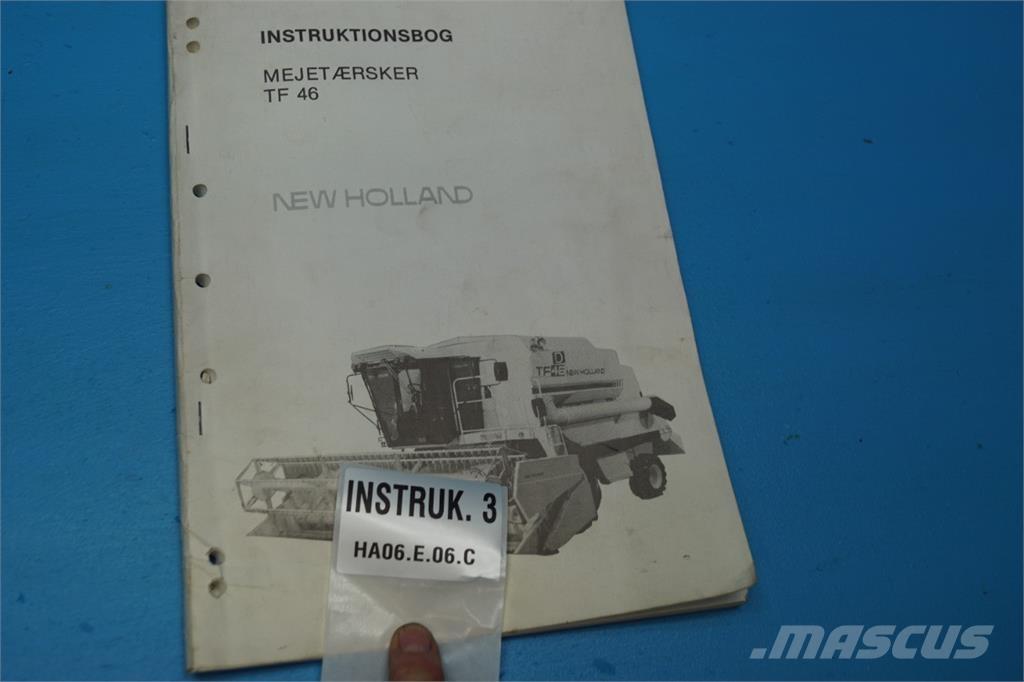 INSTRUKTIONSBOG
MEJETÆRSKER
TF 46
NEW HOLLAND
TF46 NEW HOLLAND
INSTRUK. 3
HA06.E.06.C
.MASCUS